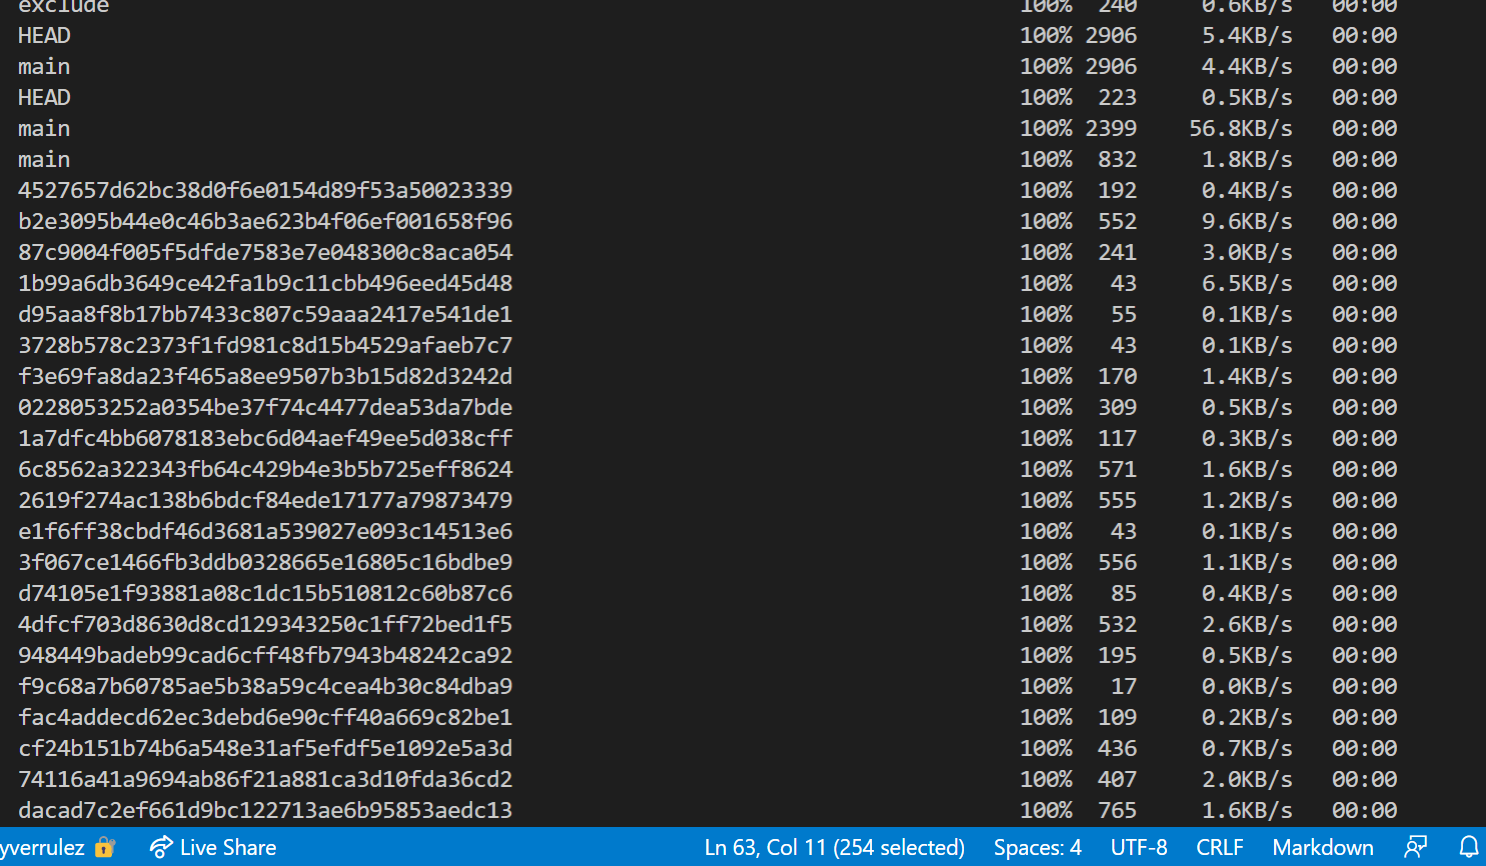 exclude 100% 240 0.6KB/s 00:00
HEAD 100% 2906 5.4KB/s 00:00
main 100% 2906 4.4KB/s 00:00
HEAD 100% 223 0.5KB/s 00:00
main 100% 2399 56.8KB/s 00:00
main 100% 832 1.8KB/s 00:00
4527657d62bc38d0f6e0154d89f53a50023339 100% 192 0.4KB/s 00:00
b2e3095b44e0c46b3ae623b4f06ef001658f96 100% 552 9.6KB/s 00:00
87c9004f005f5dfde7583e7e048300c8aca054 100% 241 3.0KB/s 00:00
1b99a6db3649ce42fa1b9c11cbb496eed45d48 100% 43 6.5KB/s 00:00
d95aa8f8b17bb7433c807c59aaa2417e541de1 100% 55 0.1KB/s 00:00
3728b578c2373f1fd981c8d15b4529afaeb7c7 100% 43 0.1KB/s 00:00
f3e69fa8da23f465a8ee9507b3b15d82d3242d 100% 170 1.4KB/s 00:00
0228053252a0354be37f74c4477dea53da7bde 100% 309 0.5KB/s 00:00
1a7dfc4bb6078183ebc6d04aef49ee5d038cff 100% 117 0.3KB/s 00:00
6c8562a322343fb64c429b4e3b5b725eff8624 100% 571 1.6KB/s 00:00
2619f274ac138b6bdcf84ede17177a79873479 100% 555 1.2KB/s 00:00
e1f6ff38cbdf46d3681a539027e093c14513e6 100% 43 0.1KB/s 00:00
3f067ce1466fb3ddb0328665e16805c16bdbe9 100% 556 1.1KB/s 00:00
d74105e1f93881a08c1dc15b510812c60b87c6 100% 85 0.4KB/s 00:00
4dfcf703d8630d8cd129343250c1ff72bed1f5 100% 532 2.6KB/s 00:00
948449badeb99cad6cff48fb7943b48242ca92 100% 195 0.5KB/s 00:00
f9c68a7b60785ae5b38a59c4cea4b30c84dba9 100% 17 0.0KB/s 00:00
fac4addecd62ec3debd6e90cff40a669c82be1 100% 109 0.2KB/s 00:00
cf24b151b74b6a548e31af5efdf5e1092e5a3d 100% 436 0.7KB/s 00:00
74116a41a9694ab86f21a881ca3d10fda36cd2 100% 407 2.0KB/s 00:00
dacad7c2ef661d9bc122713ae6b95853aedc13 100% 765 1.6KB/s 00:00
yverrulez Live Share Ln 63, Col 11 (254 selected) Spaces: 4 UTF-8 CRLF Markdown